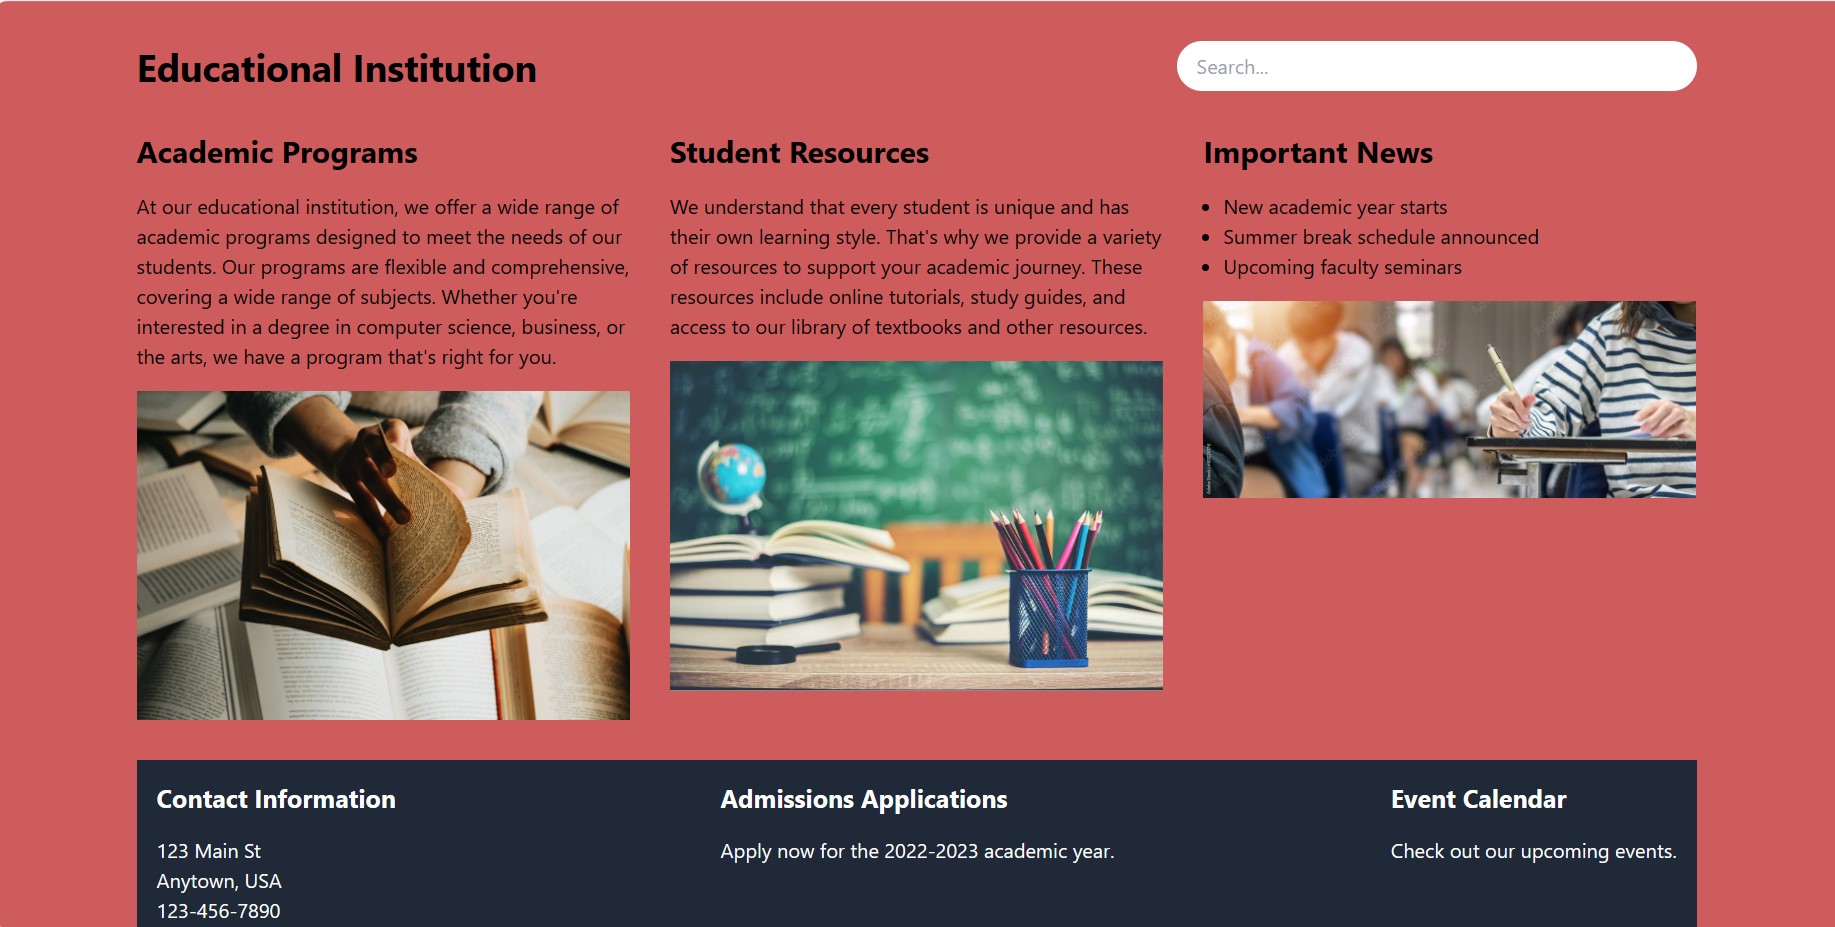 Educational Institution
Search...
Academic Programs
At our educational institution, we offer a wide range of
academic programs designed to meet the needs of our
students. Our programs are flexible and comprehensive,
covering a wide range of subjects. Whether you're
interested in a degree in computer science, business, or
the arts, we have a program that's right for you.
Student Resources
We understand that every student is unique and has
their own learning style. That's why we provide a variety
of resources to support your academic journey. These
resources include online tutorials, study guides, and
access to our library of textbooks and other resources.
Important News
• New academic year starts
• Summer break schedule announced
• Upcoming faculty seminars
Contact Information
123 Main St
Anytown, USA
123-456-7890
Admissions Applications
Apply now for the 2022-2023 academic year.
Event Calendar
Check out our upcoming events.